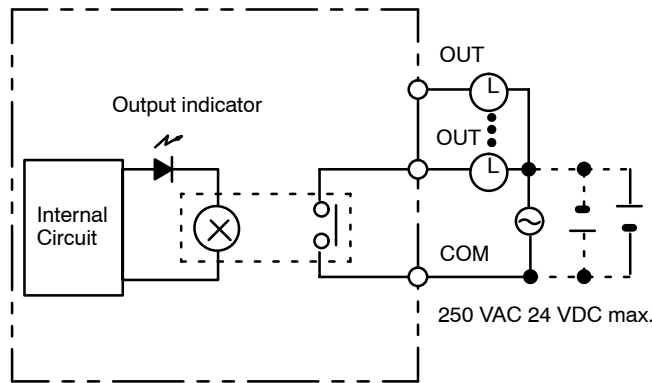 OUT
L
Output indicator
OUT
L
Internal
Circuit
COM
250 VAC 24 VDC max.